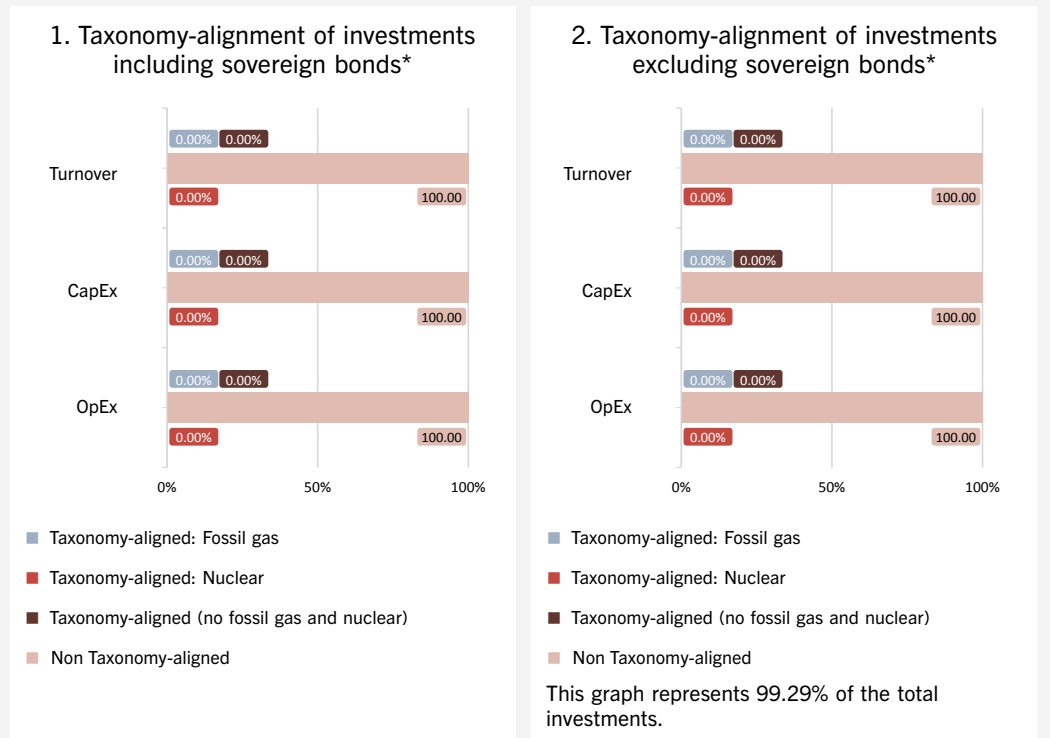 1. Taxonomy-alignment of investments
including sovereign bonds*
0.00% 0.00%
Turnover
0.00% 100.00
0.00% 0.00%
CapEx
0.00% 100.00
0.00% 0.00%
OpEx
0.00% 100.00
0% 50% 100%
Taxonomy-aligned: Fossil gas
Taxonomy-aligned: Nuclear
Taxonomy-aligned (no fossil gas and nuclear)
Non Taxonomy-aligned
2. Taxonomy-alignment of investments
excluding sovereign bonds*
0.00% 0.00%
Turnover
0.00% 100.00
0.00% 0.00%
CapEx
0.00% 100.00
0.00% 0.00%
OpEx
0.00% 100.00
0% 50% 100%
Taxonomy-aligned: Fossil gas
Taxonomy-aligned: Nuclear
Taxonomy-aligned (no fossil gas and nuclear)
Non Taxonomy-aligned
This graph represents 99.29% of the total
investments.